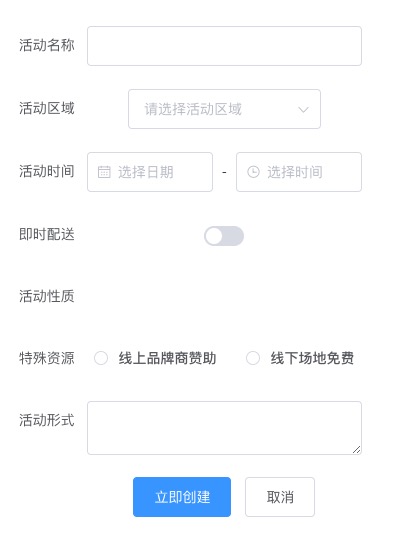 活动名称
活动区域 请选择活动区域
活动时间 选择日期 - 选择时间
即时配送
活动性质
特殊资源 线上品牌商赞助 线下场地免费
活动形式
立即创建 取消